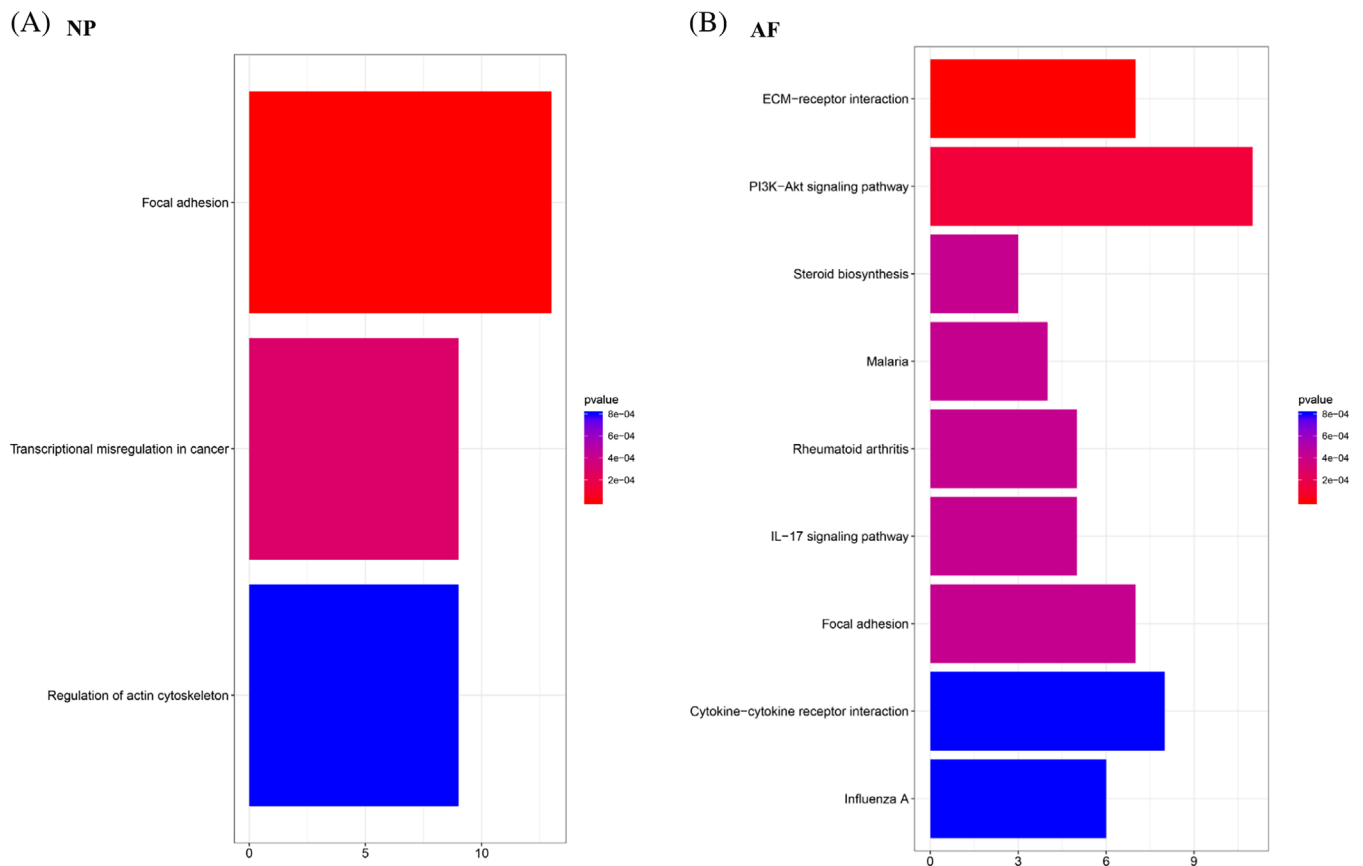 (A) NP
Focal adhesion
Transcriptional misregulation in cancer
Regulation of actin cytoskeleton
0 5 10
pvalue
8e−04
6e−04
4e−04
2e−04
(B) AF
ECM−receptor interaction
PI3K−Akt signaling pathway
Steroid biosynthesis
Malaria
Rheumatoid arthritis
IL−17 signaling pathway
Focal adhesion
Cytokine−cytokine receptor interaction
Influenza A
0 3 6 9
pvalue
8e−04
6e−04
4e−04
2e−04